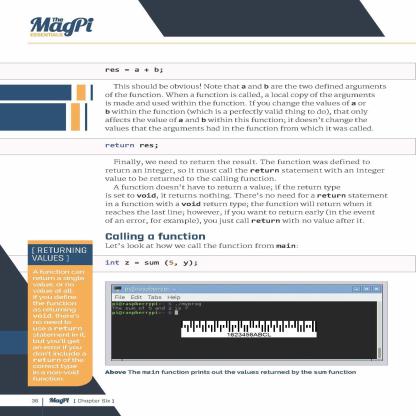 The
MagPi
ESSENTIALS
res = a + b;
This should be obvious! Note that a and b are the two defined arguments
of the function. When a function is called, a local copy of the arguments
is made and used within the function. If you change the values of a or
b within the function (which is a perfectly valid thing to do), that only
affects the value of a and b within this function; it doesn't change the
values that the arguments had in the function from which it was called.
return res;
Finally, we need to return the result. The function was defined to
return an integer, so it must call the return statement with an integer
value to be returned to the calling function.
A function doesn't have to return a value; if the return type
is set to void, it returns nothing. There's no need for a return statement
in a function with a void return type; the function will return when it
reaches the last line; however, if you want to return early (in the event
of an error, for example), you just call return with no value after it.
Calling a function
Let's look at how we call the function from main:
int z = sum (5, y);
[ RETURNING
VALUES ]
A function can
return a single
value, or no
value at all.
If you define
the function
as returning
void, there's
no need to
use a return
statement in it,
but you'll get
an error if you
don't include a
return of the
correct type
in a non-void
function.
pi@raspberrypi: ~
File Edit Tabs Help
pi@raspberrypi ~ $ ./myprog
The sum of 5 and 2 is 7
pi@raspberrypi ~ $
1623456ABCL
Above The main function prints out the values returned by the sum function
36 MagPi [ Chapter Six ]